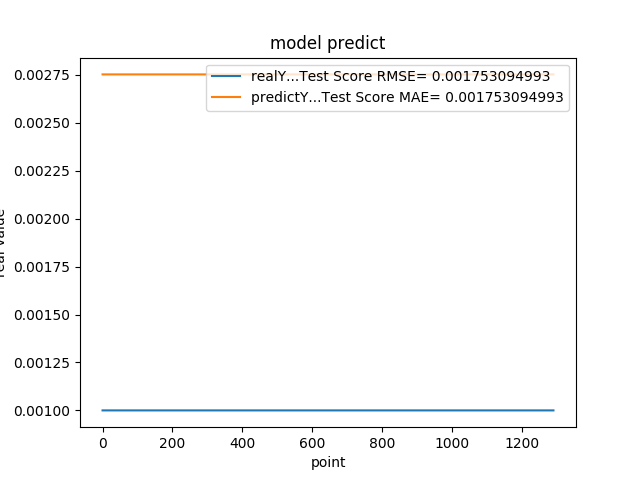 model predict
realY...Test Score RMSE= 0.001753094993
predictY...Test Score MAE= 0.001753094993
0.00275
0.00250
0.00225
0.00200
0.00175
0.00150
0.00125
0.00100
real value
0 200 400 600 800 1000 1200
point